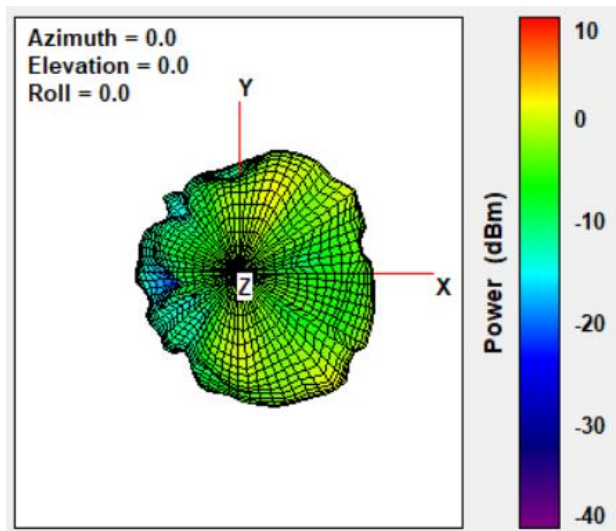 Azimuth = 0.0
Elevation = 0.0
Roll = 0.0
Y
Z
X
Power (dBm)
10
0
-10
-20
-30
-40